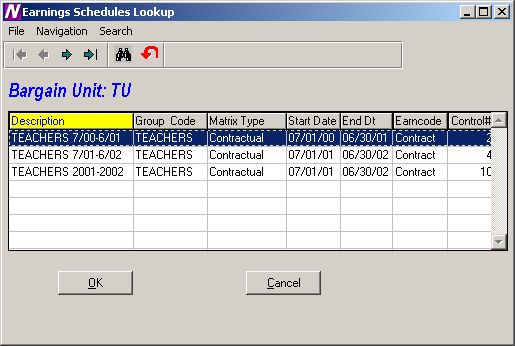 N Earnings Schedules Lookup
File Navigation Search
Bargain Unit: TU
Description Group Code Matrix Type Start Date End Dt Earncode Control#
TEACHERS 7/00-6/01 TEACHERS Contractual 07/01/00 06/30/01 Contract 2
TEACHERS 7/01-6/02 TEACHERS Contractual 07/01/01 06/30/02 Contract 4
TEACHERS 2001-2002 TEACHERS Contractual 07/01/01 06/30/02 Contract 10
OK Cancel